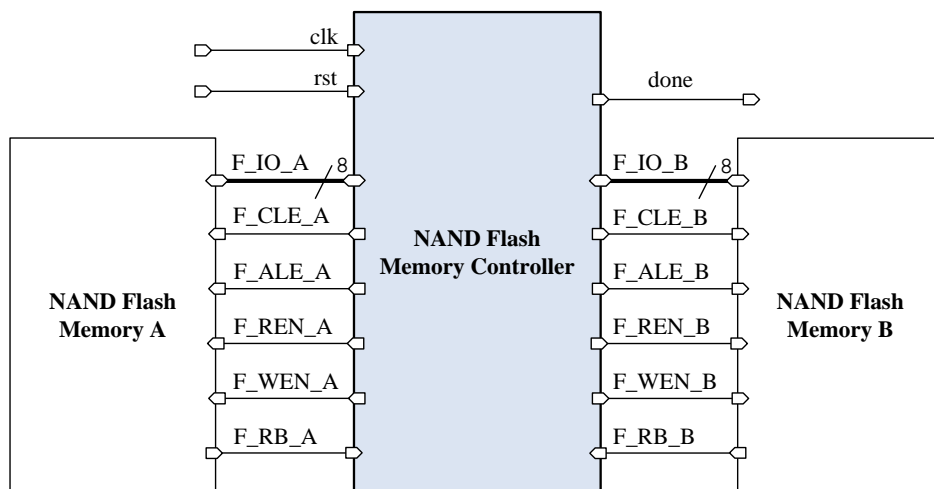 clk
rst
done
F_IO_A
8
F_IO_B
8
F_CLE_A
F_CLE_B
NAND Flash
Memory Controller
F_ALE_A
F_ALE_B
NAND Flash
Memory A
NAND Flash
Memory B
F_REN_A
F_REN_B
F_WEN_A
F_WEN_B
F_RB_A
F_RB_B